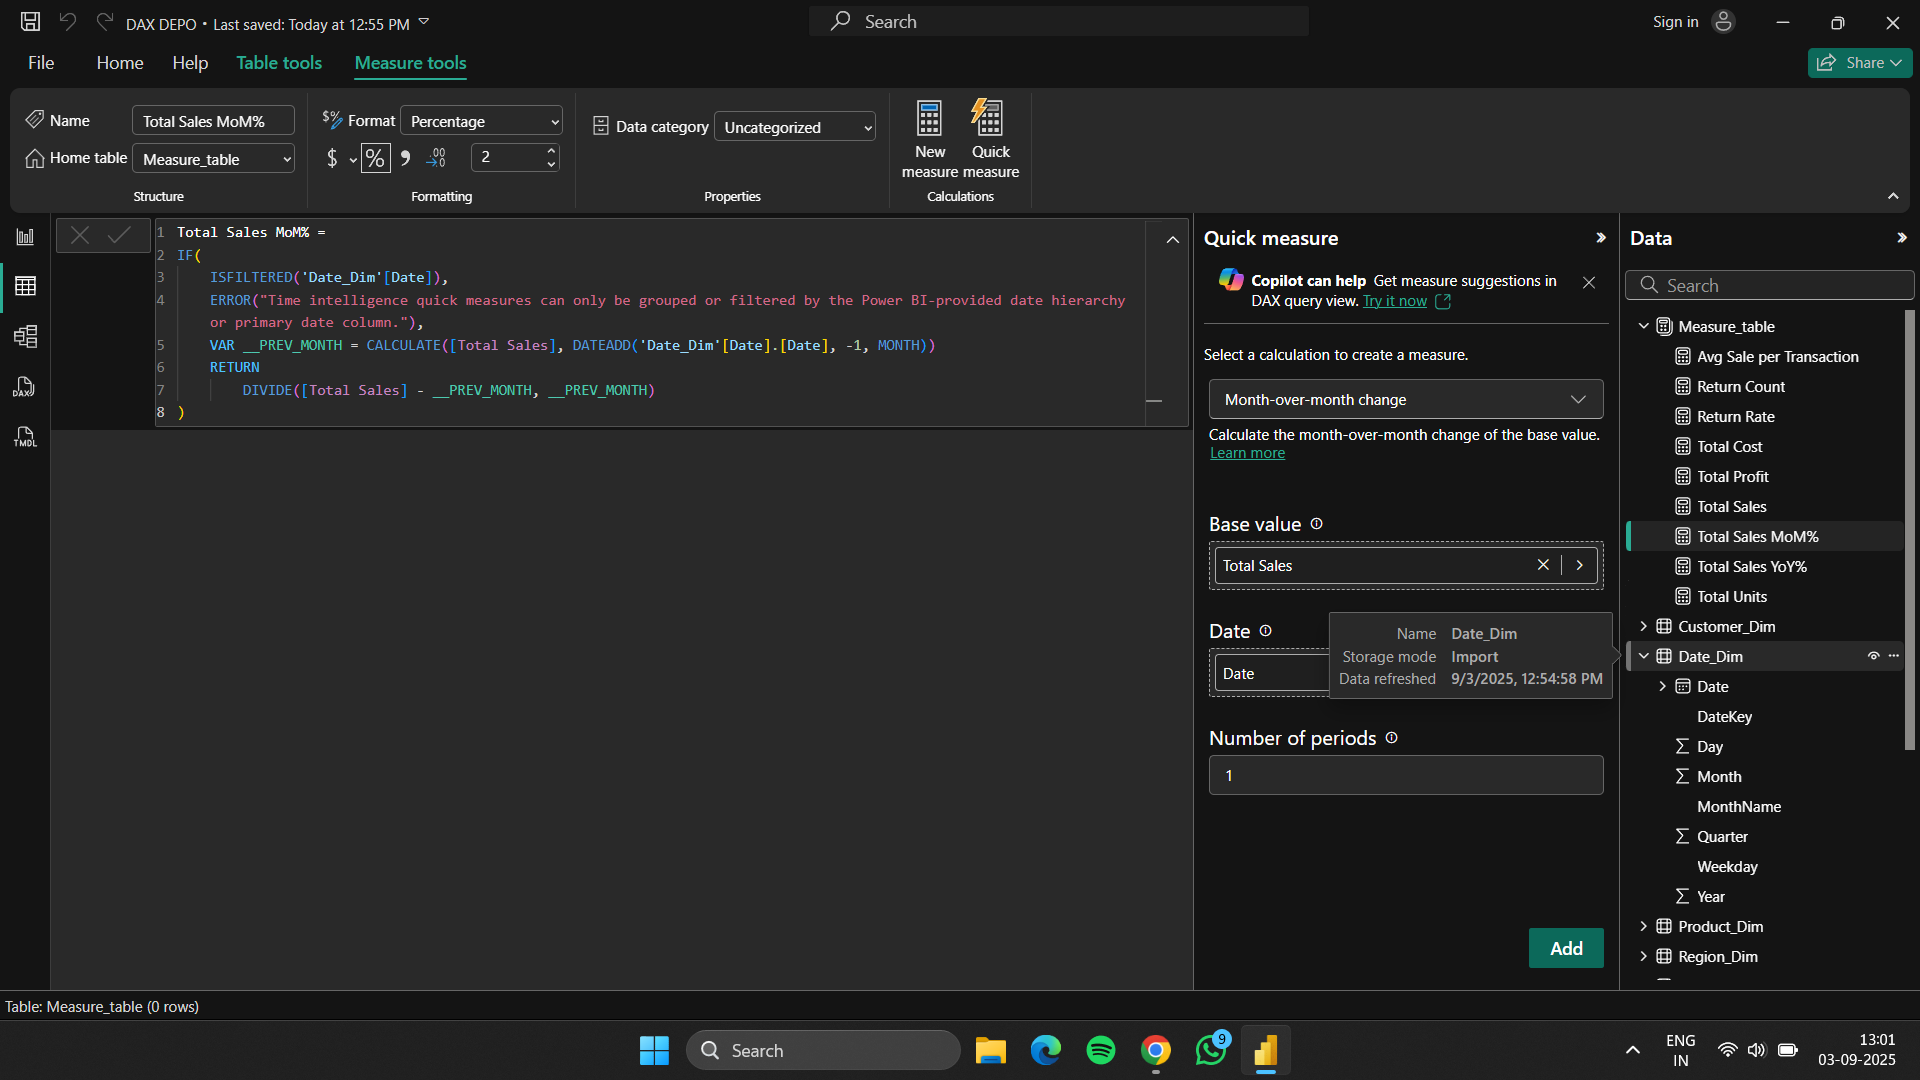 DAX DEPO • Last saved: Today at 12:55 PM
Search
Sign in
File
Home
Help
Table tools
Measure tools
Share
Name
Total Sales MoM%
Home table
Measure_table
Structure
$% Format
Percentage
$ % 9 .00
2
Formatting
Data category
Uncategorized
Properties
New measure
Quick measure
Calculations
1 Total Sales MoM% =
2 IF(
3 ISFILTERED('Date_Dim'[Date]),
4 ERROR("Time intelligence quick measures can only be grouped or filtered by the Power BI-provided date hierarchy
or primary date column."),
5 VAR __PREV_MONTH = CALCULATE([Total Sales], DATEADD('Date_Dim'[Date].[Date], -1, MONTH))
6 RETURN
7 DIVIDE([Total Sales] - __PREV_MONTH, __PREV_MONTH)
8 )
DAX
TMDL
Quick measure
Copilot can help Get measure suggestions in
DAX query view. Try it now
Select a calculation to create a measure.
Month-over-month change
Calculate the month-over-month change of the base value.
Learn more
Base value
Total Sales
Date
Date
Name Date_Dim
Storage mode Import
Data refreshed 9/3/2025, 12:54:58 PM
Number of periods
1
Add
Data
Search
Measure_table
Avg Sale per Transaction
Return Count
Return Rate
Total Cost
Total Profit
Total Sales
Total Sales MoM%
Total Sales YoY%
Total Units
Customer_Dim
Date_Dim
Date
DateKey
Day
Month
MonthName
Quarter
Weekday
Year
Product_Dim
Region_Dim
Table: Measure_table (0 rows)
Search
9
ENG
IN
13:01
03-09-2025